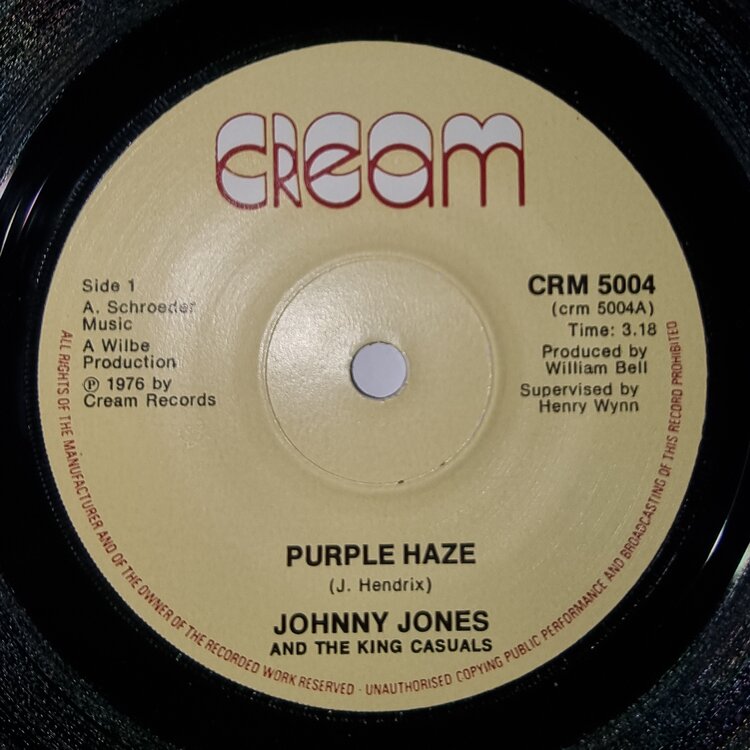 CREAM
Side 1
A. Schroeder
Music
A Wilbe
Production
℗ 1976 by
Cream Records
CRM 5004
(crm 5004A)
Time: 3.18
Produced by
William Bell
Supervised by
Henry Wynn
PURPLE HAZE
(J. Hendrix)
JOHNNY JONES
AND THE KING CASUALS
ALL RIGHTS OF THE MANUFACTURER AND OF THE OWNER OF THE RECORDED WORK RESERVED · UNAUTHORISED COPYING PUBLIC PERFORMANCE AND BROADCASTING OF THIS RECORD PROHIBITED